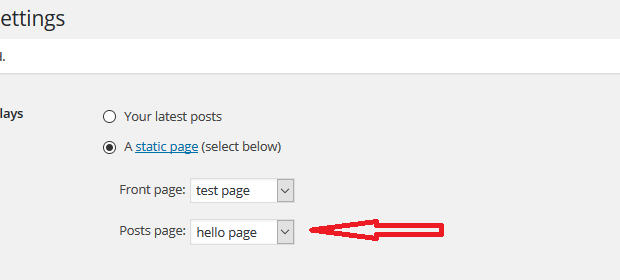 ettings
d.
lays
Your latest posts
A static page (select below)
Front page: test page
Posts page: hello page